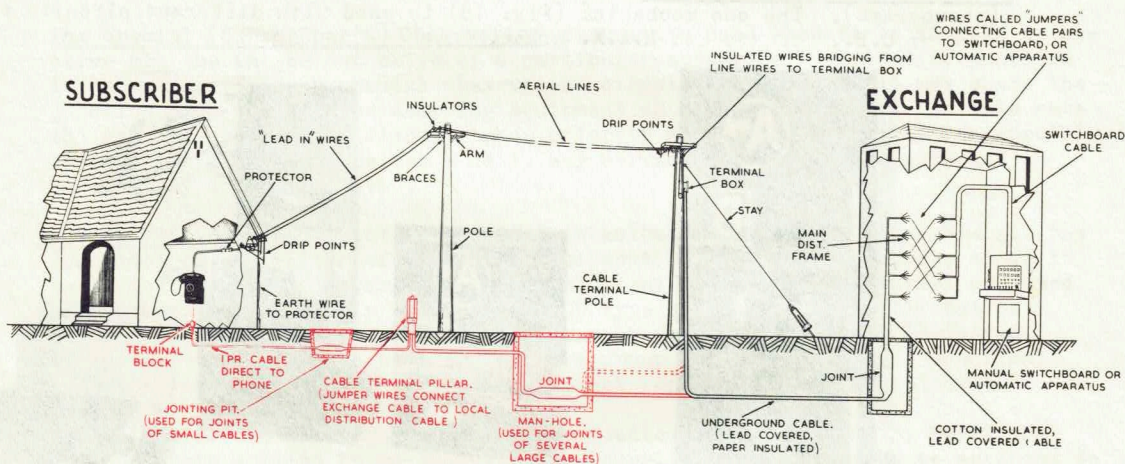 SUBSCRIBER
EXCHANGE
WIRES CALLED "JUMPERS"
CONNECTING CABLE PAIRS
TO SWITCHBOARD, OR
AUTOMATIC APPARATUS
INSULATED WIRES BRIDGING FROM
LINE WIRES TO TERMINAL BOX
AERIAL LINES
INSULATORS
"LEAD IN" WIRES
PROTECTOR
BRACES
ARM
DRIP POINTS
TERMINAL
BOX
STAY
SWITCHBOARD
CABLE
MAIN
DIST.
FRAME
DRIP POINTS
POLE
EARTH WIRE
TO PROTECTOR
CABLE
TERMINAL
POLE
TERMINAL
BLOCK
1 PR. CABLE
DIRECT TO
PHONE
JOINTING PIT.
(USED FOR JOINTS
OF SMALL CABLES)
CABLE TERMINAL PILLAR.
(JUMPER WIRES CONNECT
EXCHANGE CABLE TO LOCAL
DISTRIBUTION CABLE)
JOINT
MAN-HOLE.
(USED FOR JOINTS
OF SEVERAL
LARGE CABLES)
UNDERGROUND CABLE.
(LEAD COVERED,
PAPER INSULATED)
JOINT
MANUAL SWITCHBOARD OR
AUTOMATIC APPARATUS
COTTON INSULATED,
LEAD COVERED CABLE